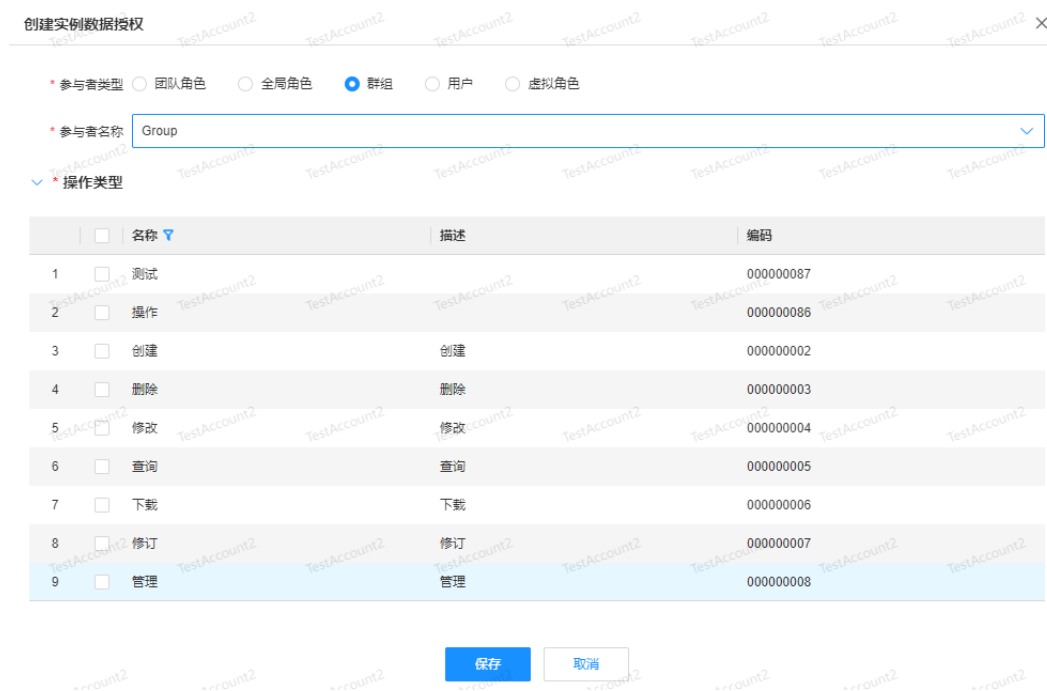 创建实例数据授权
* 参与者类型 团队角色 全局角色 群组 用户 虚拟角色
* 参与者名称 Group
* 操作类型
名称 描述 编码
1 测试 000000087
2 操作 000000086
3 创建 创建 000000002
4 删除 删除 000000003
5 修改 修改 000000004
6 查询 查询 000000005
7 下载 下载 000000006
8 修订 修订 000000007
9 管理 管理 000000008
保存 取消
TestAccount2